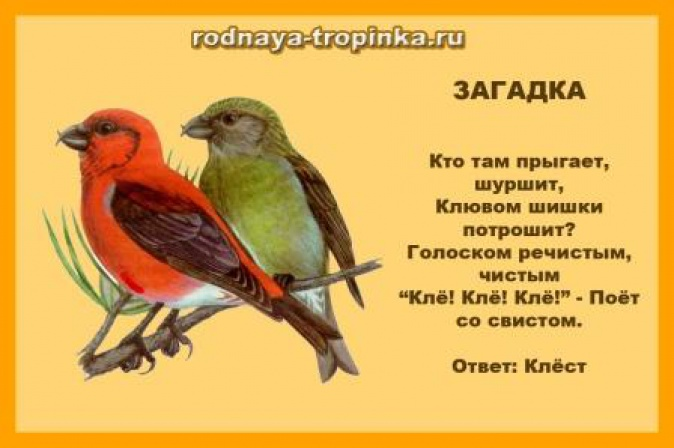 rodnaya-tropinka.ru
ЗАГАДКА
Кто там прыгает,
шуршит,
Клювом шишки
потрошит?
Голоском речистым,
чистым
“Клё! Клё! Клё!” - Поёт
со свистом.
Ответ: Клёст